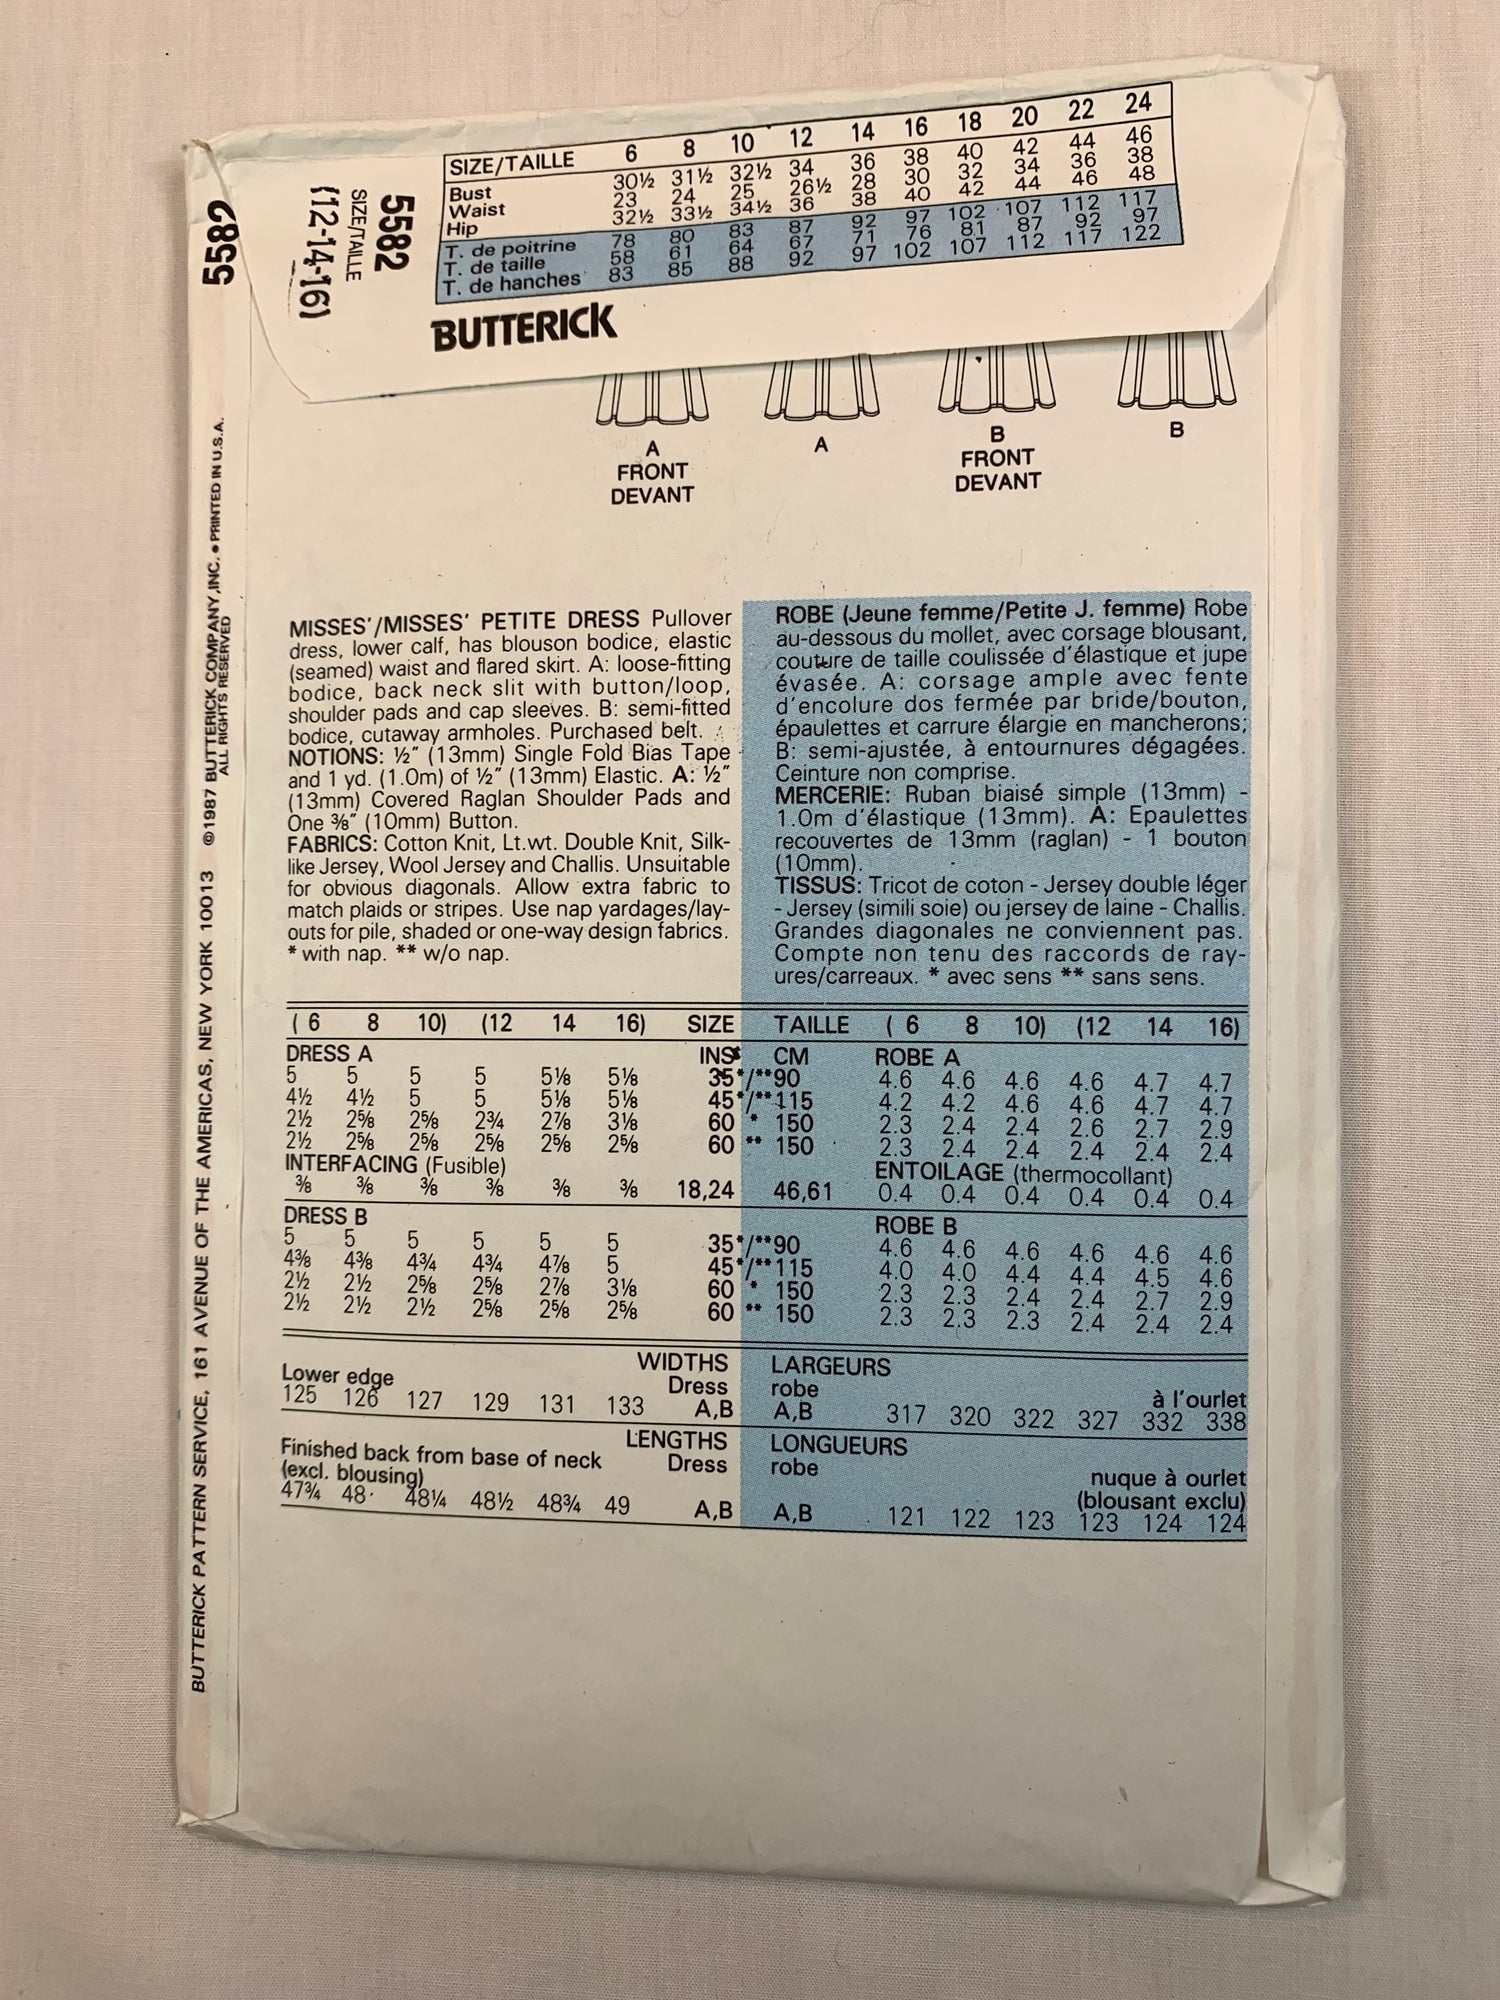 SIZE/TAILLE 6 8 10 12 14 16 18 20 22 24
Bust 30½ 31½ 32½ 34 36 38 40 42 44 46
Waist 23 24 25 26½ 28 30 32 34 36 38
Hip 32½ 33½ 34½ 36 38 40 42 44 46 48
T. de poitrine 78 80 83 87 92 97 102 107 112 117
T. de taille 58 61 64 67 71 76 81 87 92 97
T. de hanches 83 85 88 92 97 102 107 112 117 122
BUTTERICK
5582
SIZE/TAILLE
(12-14-16)
5582
A
FRONT
DEVANT
A
B
FRONT
DEVANT
B
MISSES'/MISSES' PETITE DRESS Pullover
dress, lower calf, has blouson bodice, elastic
(seamed) waist and flared skirt. A: loose-fitting
bodice, back neck slit with button/loop,
shoulder pads and cap sleeves. B: semi-fitted
bodice, cutaway armholes. Purchased belt.
NOTIONS: ½" (13mm) Single Fold Bias Tape
and 1 yd. (1.0m) of ½" (13mm) Elastic. A: ½"
(13mm) Covered Raglan Shoulder Pads and
One ⅜" (10mm) Button.
FABRICS: Cotton Knit, Lt.wt. Double Knit, Silk-
like Jersey, Wool Jersey and Challis. Unsuitable
for obvious diagonals. Allow extra fabric to
match plaids or stripes. Use nap yardages/lay-
outs for pile, shaded or one-way design fabrics.
* with nap. ** w/o nap.
ROBE (Jeune femme/Petite J. femme) Robe
au-dessous du mollet, avec corsage blousant,
couture de taille coulissée d'élastique et jupe
évasée. A: corsage ample avec fente
d'encolure dos fermée par bride/bouton,
épaulettes et carrure élargie en mancherons;
B: semi-ajustée, à entournures dégagées.
Ceinture non comprise.
MERCERIE: Ruban biaisé simple (13mm) -
1.0m d'élastique (13mm). A: Epaulettes
recouvertes de 13mm (raglan) - 1 bouton
(10mm).
TISSUS: Tricot de coton - Jersey double léger
- Jersey (simili soie) ou jersey de laine - Challis.
Grandes diagonales ne conviennent pas.
Compte non tenu des raccords de ray-
ures/carreaux. * avec sens ** sans sens.
( 6 8 10) (12 14 16) SIZE TAILLE ( 6 8 10) (12 14 16)
DRESS A INS CM ROBE A
5 5 5 5 5⅛ 5⅛ 35*/**90 4.6 4.6 4.6 4.6 4.7 4.7
4½ 4½ 5 5 5⅛ 5⅛ 45*/**115 4.2 4.2 4.6 4.6 4.7 4.7
2½ 2⅝ 2⅝ 2¾ 2⅞ 3⅛ 60 * 150 2.3 2.4 2.4 2.6 2.7 2.9
2½ 2⅝ 2⅝ 2⅝ 2⅝ 2⅝ 60 ** 150 2.3 2.4 2.4 2.4 2.4 2.4
INTERFACING (Fusible) ENTOILAGE (thermocollant)
⅜ ⅜ ⅜ ⅜ ⅜ ⅜ 18,24 46,61 0.4 0.4 0.4 0.4 0.4 0.4
DRESS B ROBE B
5 5 5 5 5 5 35*/**90 4.6 4.6 4.6 4.6 4.6 4.6
4⅜ 4⅜ 4¾ 4¾ 4⅞ 5 45*/**115 4.0 4.0 4.4 4.4 4.5 4.6
2½ 2½ 2⅝ 2⅝ 2⅞ 3⅛ 60 * 150 2.3 2.3 2.4 2.4 2.7 2.9
2½ 2½ 2½ 2⅝ 2⅝ 2⅝ 60 ** 150 2.3 2.3 2.3 2.4 2.4 2.4
WIDTHS LARGEURS
Lower edge Dress robe à l'ourlet
125 126 127 129 131 133 A,B A,B 317 320 322 327 332 338
LENGTHS LONGUEURS
Finished back from base of neck Dress robe nuque à ourlet
(excl. blousing) (blousant exclu)
47¾ 48 48¼ 48½ 48¾ 49 A,B A,B 121 122 123 123 124 124
BUTTERICK PATTERN SERVICE, 161 AVENUE OF THE AMERICAS, NEW YORK 10013 ©1987 BUTTERICK COMPANY, INC. • PRINTED IN U.S.A.
ALL RIGHTS RESERVED